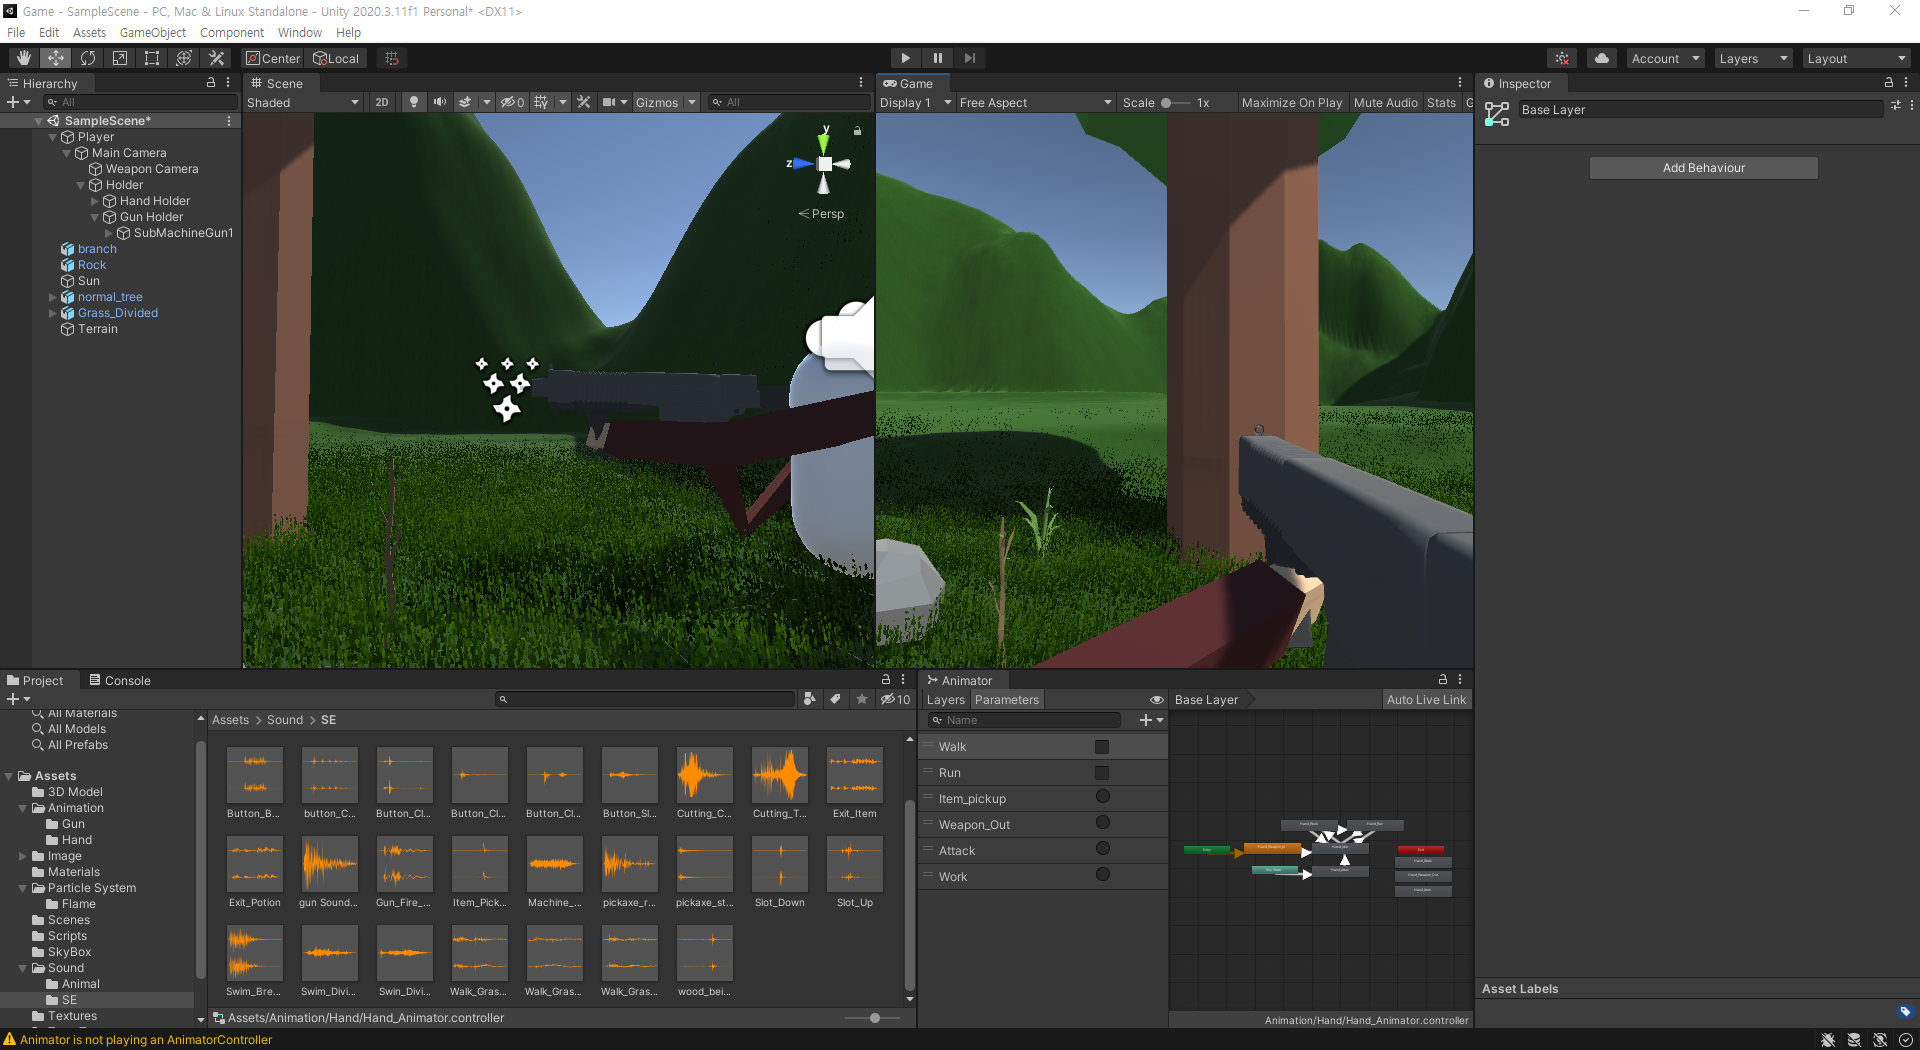 Game - SampleScene - PC, Mac & Linux Standalone - Unity 2020.3.11f1 Personal* <DX11>
File Edit Assets GameObject Component Window Help
Center Local Account Layers Layout
Hierarchy
All
SampleScene*
Player
Main Camera
Weapon Camera
Holder
Hand Holder
Gun Holder
SubMachineGun1
branch
Rock
Sun
normal_tree
Grass_Divided
Terrain
Scene
Shaded 2D 0 Gizmos All
y
z
Persp
Game
Display 1 Free Aspect Scale 1x Maximize On Play Mute Audio Stats G
Inspector
Base Layer
Add Behaviour
Asset Labels
Project Console
10
All Materials
All Models
All Prefabs
Assets
3D Model
Animation
Gun
Hand
Image
Materials
Particle System
Flame
Scenes
Scripts
SkyBox
Sound
Animal
SE
Textures
Assets > Sound > SE
Button_B... button_C... Button_Cl... Button_Cl... Button_Cl... Button_Sl... Cutting_C... Cutting_T... Exit_Item
Exit_Potion gun Sound... Gun_Fire_... Item_Pick... Machine_... pickaxe_r... pickaxe_st... Slot_Down Slot_Up
Swim_Bre... Swim_Divi... Swin_Divi... Walk_Gras... Walk_Gras... Walk_Gras... wood_bei...
Assets/Animation/Hand/Hand_Animator.controller
Animator
Layers Parameters Base Layer Auto Live Link
Name
Walk
Run
Item_pickup
Weapon_Out
Attack
Work
Animation/Hand/Hand_Animator.controller
Animator is not playing an AnimatorController